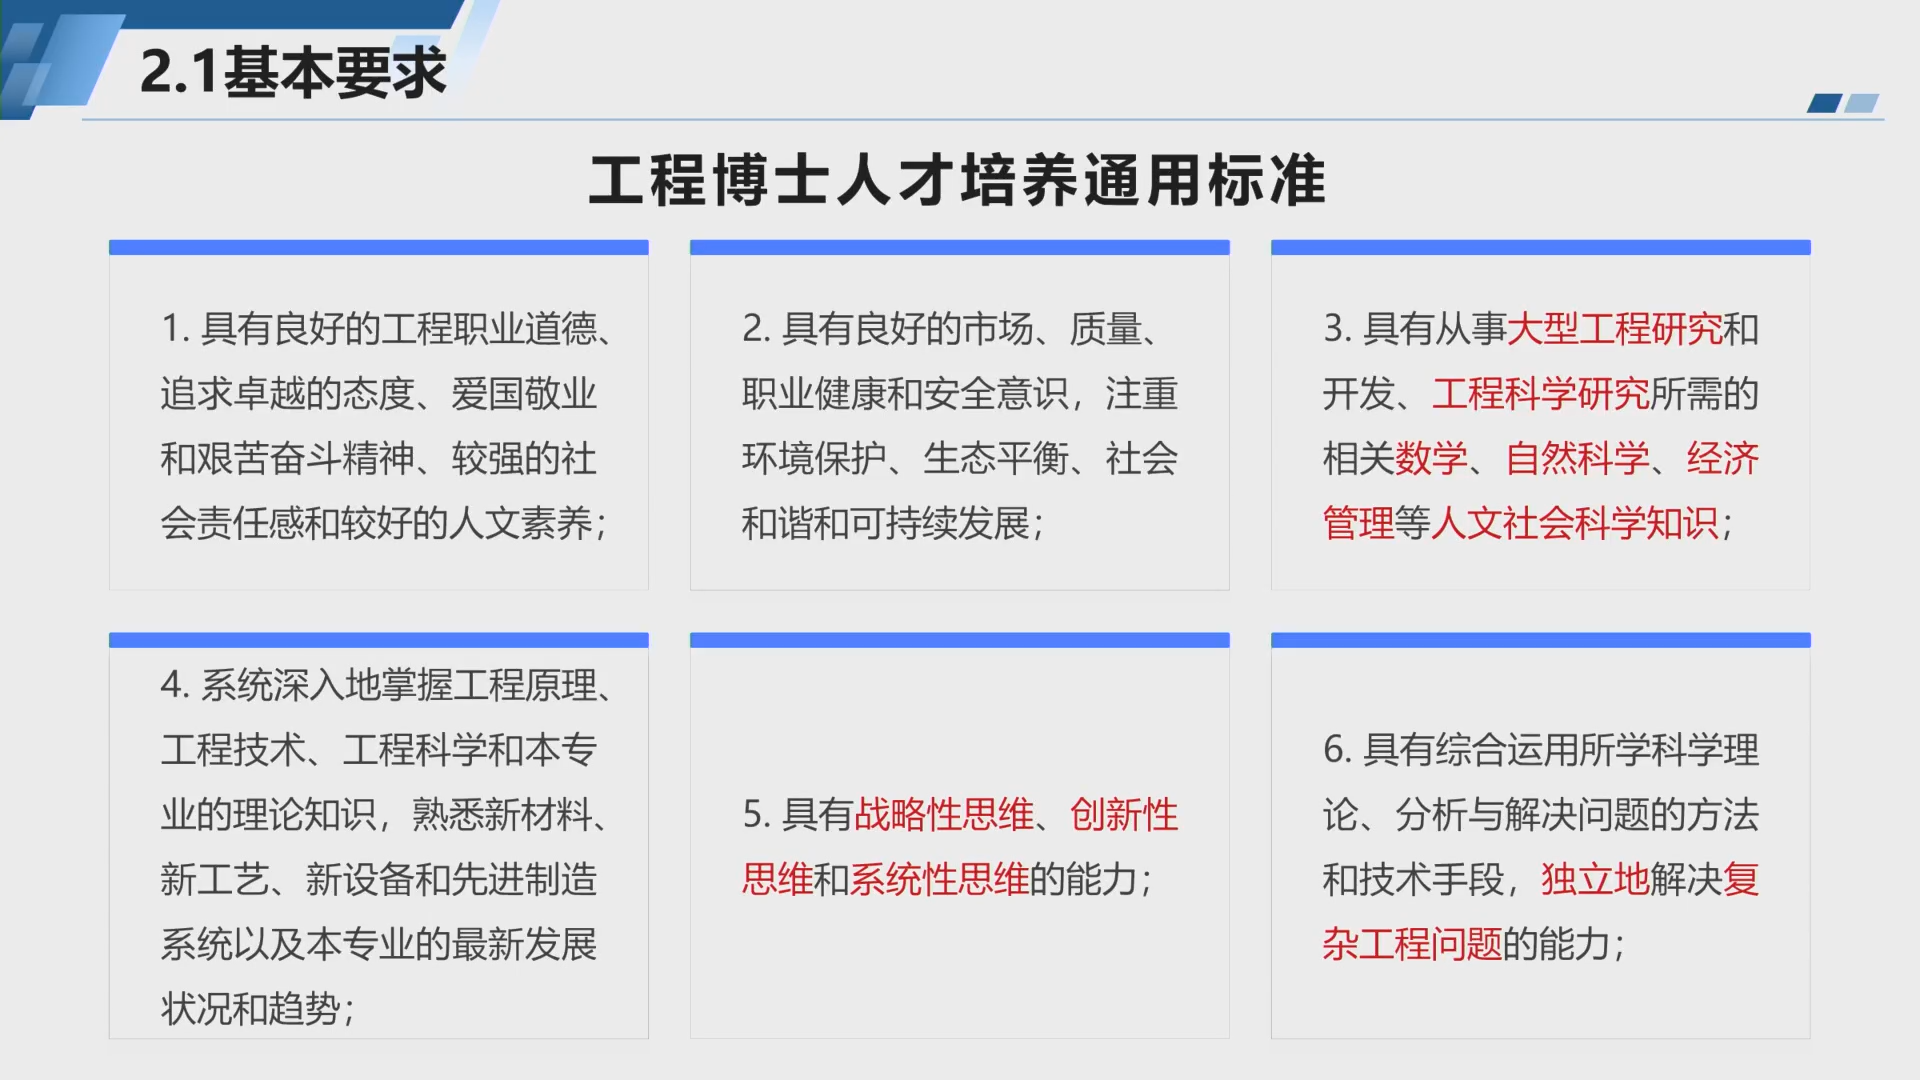 2.1基本要求
工程博士人才培养通用标准
1. 具有良好的工程职业道德、
追求卓越的态度、爱国敬业
和艰苦奋斗精神、较强的社
会责任感和较好的人文素养；
2. 具有良好的市场、质量、
职业健康和安全意识，注重
环境保护、生态平衡、社会
和谐和可持续发展；
3. 具有从事大型工程研究和
开发、工程科学研究所需的
相关数学、自然科学、经济
管理等人文社会科学知识；
4. 系统深入地掌握工程原理、
工程技术、工程科学和本专
业的理论知识，熟悉新材料、
新工艺、新设备和先进制造
系统以及本专业的最新发展
状况和趋势；
5. 具有战略性思维、创新性
思维和系统性思维的能力；
6. 具有综合运用所学科学理
论、分析与解决问题的方法
和技术手段，独立地解决复
杂工程问题的能力；